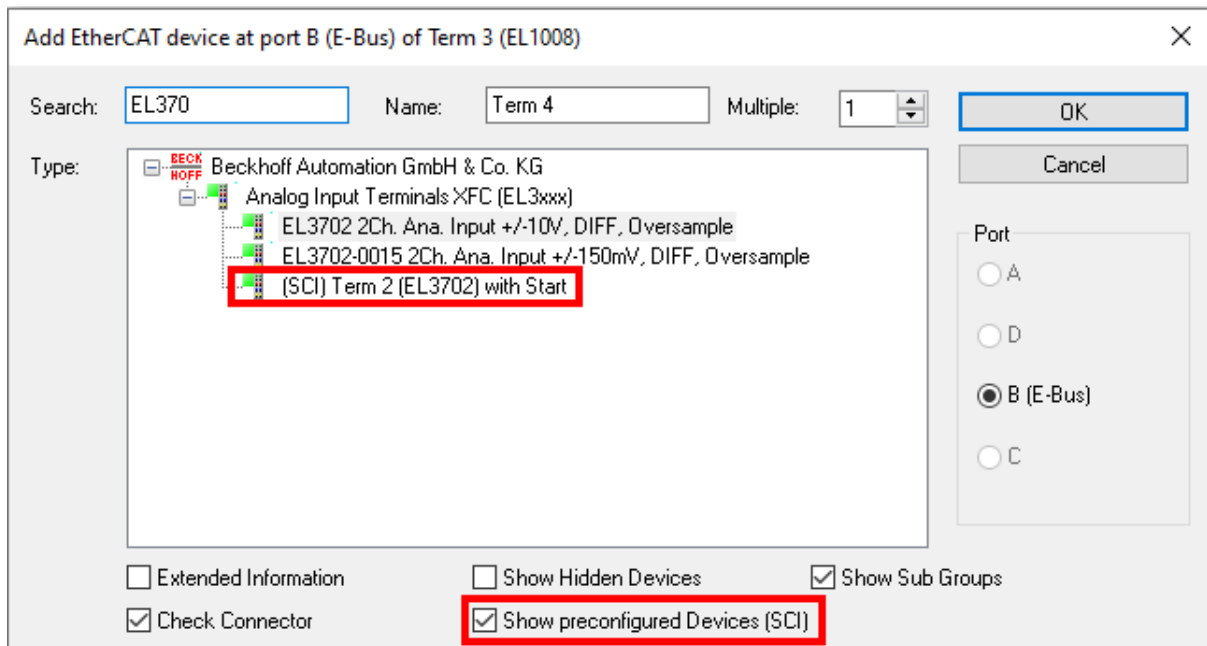 Add EtherCAT device at port B (E-Bus) of Term 3 (EL1008)
Search: EL370 Name: Term 4 Multiple: 1 OK
Type: BECKHOFF Beckhoff Automation GmbH & Co. KG Cancel
Analog Input Terminals XFC (EL3xxx)
EL3702 2Ch. Ana. Input +/-10V, DIFF, Oversample
EL3702-0015 2Ch. Ana. Input +/-150mV, DIFF, Oversample
(SCI) Term 2 (EL3702) with Start
Port
A
D
B (E-Bus)
C
Extended Information Show Hidden Devices Show Sub Groups
Check Connector Show preconfigured Devices (SCI)